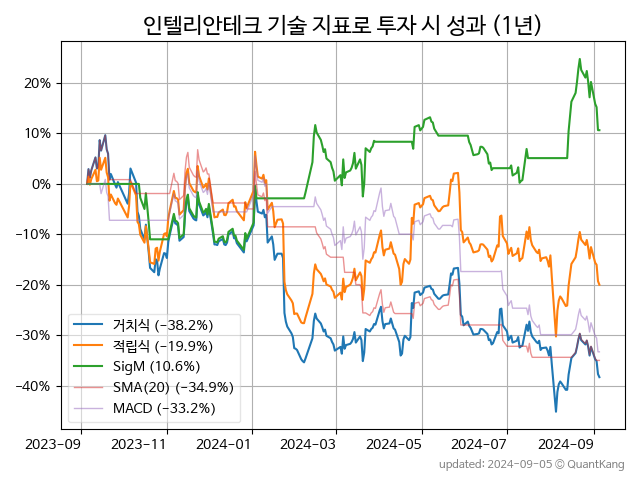 인텔리안테크 기술 지표로 투자 시 성과 (1년)
20%
10%
0%
−10%
−20%
−30%
−40%
거치식 (−38.2%)
적립식 (−19.9%)
SigM (10.6%)
SMA(20) (−34.9%)
MACD (−33.2%)
2023-09 2023-11 2024-01 2024-03 2024-05 2024-07 2024-09
updated: 2024-09-05 © QuantKang